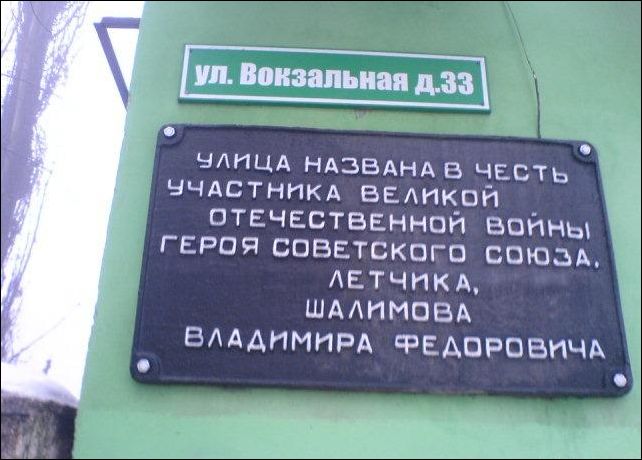 ул. Вокзальная д.33
УЛИЦА НАЗВАНА В ЧЕСТЬ
УЧАСТНИКА ВЕЛИКОЙ
ОТЕЧЕСТВЕННОЙ ВОЙНЫ
ГЕРОЯ СОВЕТСКОГО СОЮЗА,
ЛЕТЧИКА,
ШАЛИМОВА
ВЛАДИМИРА ФЕДОРОВИЧА